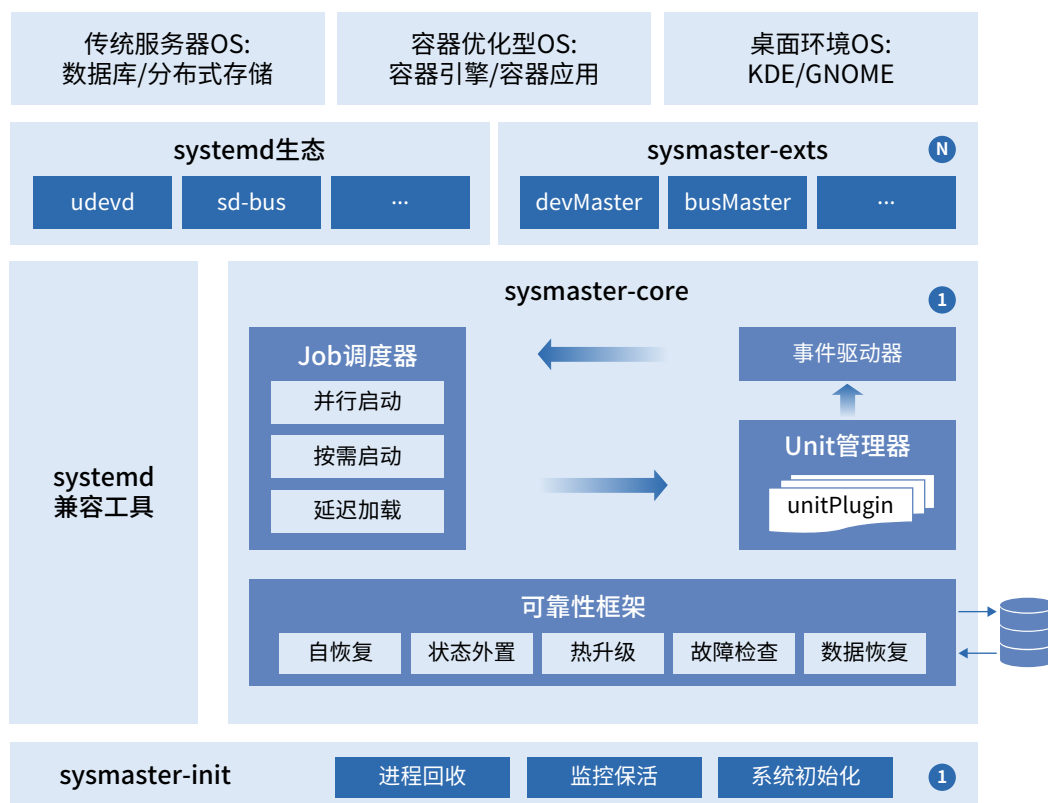 传统服务器OS:
数据库/分布式存储
容器优化型OS:
容器引擎/容器应用
桌面环境OS:
KDE/GNOME
systemd生态
udevd
sd-bus
...
sysmaster-exts
N
devMaster
busMaster
...
systemd
兼容工具
sysmaster-core
1
Job调度器
并行启动
按需启动
延迟加载
事件驱动器
Unit管理器
unitPlugin
可靠性框架
自恢复
状态外置
热升级
故障检查
数据恢复
sysmaster-init
进程回收
监控保活
系统初始化
1